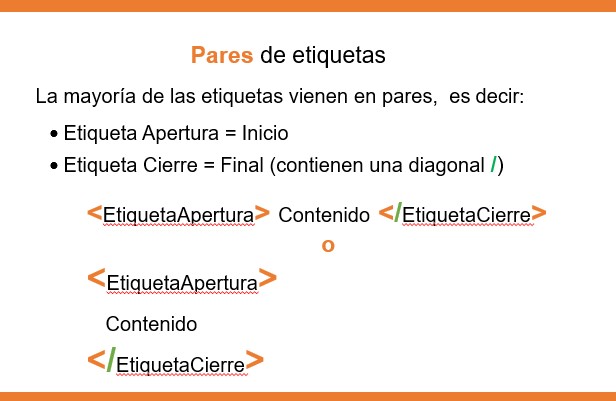 Pares de etiquetas
La mayoría de las etiquetas vienen en pares,  es decir:
• Etiqueta Apertura = Inicio
• Etiqueta Cierre = Final (contienen una diagonal /)
<EtiquetaApertura> Contenido </EtiquetaCierre>
o
<EtiquetaApertura>
Contenido
</EtiquetaCierre>